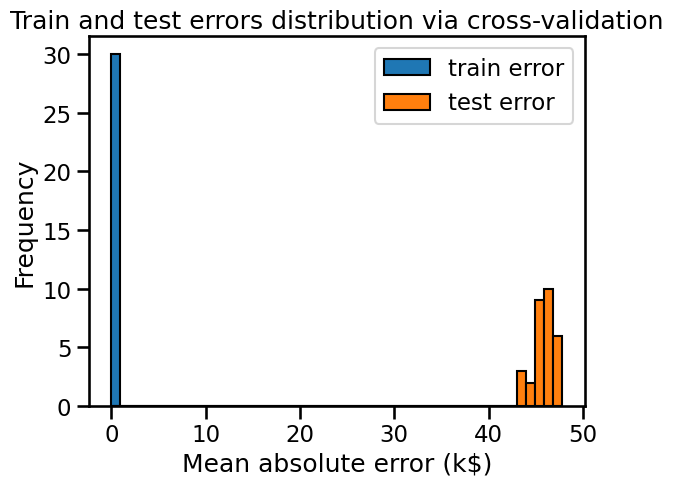 Train and test errors distribution via cross-validation
train error
test error
30
25
20
15
10
5
0
Frequency
0 10 20 30 40 50
Mean absolute error (k$)